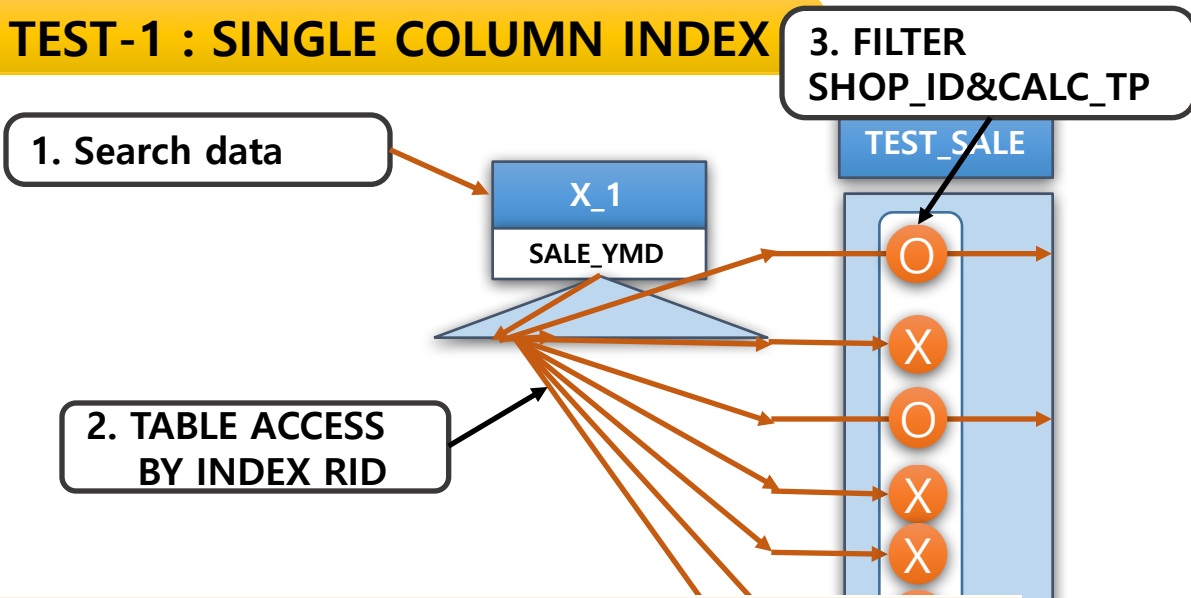 TEST-1 : SINGLE COLUMN INDEX
3. FILTER
SHOP_ID&CALC_TP
1. Search data
TEST_SALE
X_1
SALE_YMD
O
X
O
2. TABLE ACCESS
BY INDEX RID
X
X